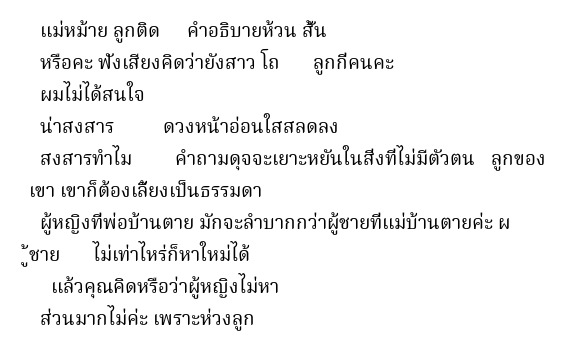 แม่หม้าย ลูกติด คำอธิบายห้วน สั้น
หรือคะ ฟังเสียงคิดว่ายังสาว โถ ลูกกี่คนคะ
ผมไม่ได้สนใจ
น่าสงสาร ดวงหน้าอ่อนใสสลดลง
สงสารทำไม คำถามดุจจะเยาะหยันในสิ่งที่ไม่มีตัวตน ลูกของ
เขา เขาก็ต้องเลี้ยงเป็นธรรมดา
ผู้หญิงที่พ่อบ้านตาย มักจะลำบากกว่าผู้ชายที่แม่บ้านตายค่ะ ผ
ู้ชาย ไม่เท่าไหร่ก็หาใหม่ได้
แล้วคุณคิดหรือว่าผู้หญิงไม่หา
ส่วนมากไม่ค่ะ เพราะห่วงลูก